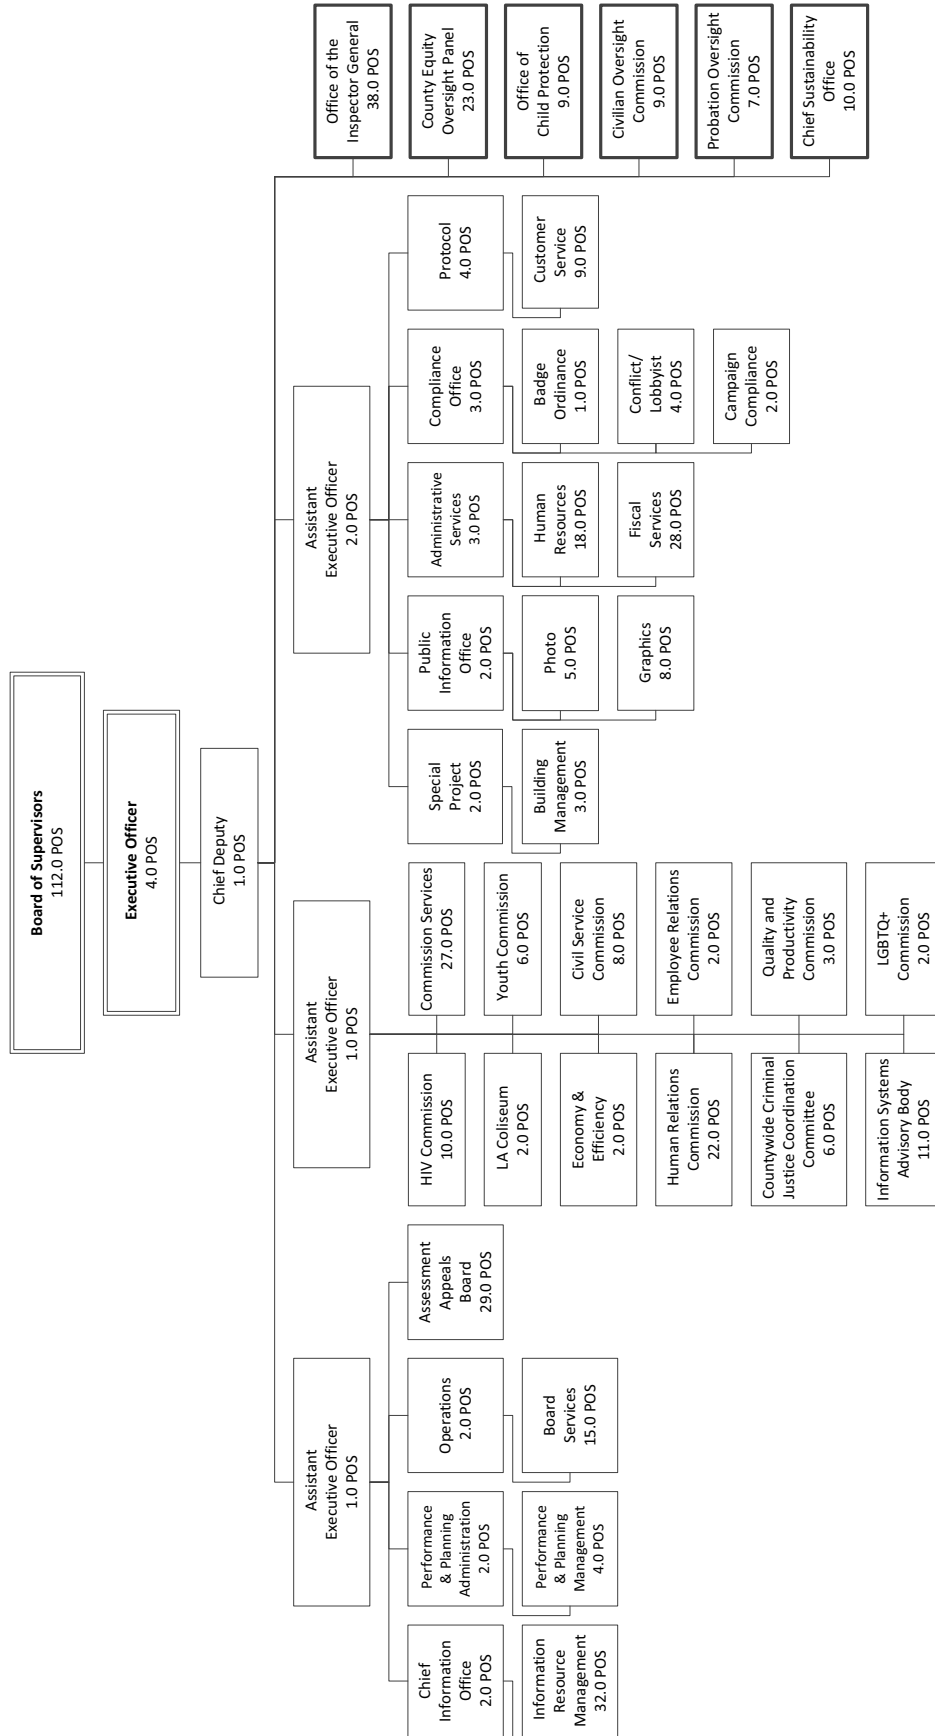 Board of Supervisors
112.0 POS
Executive Officer
4.0 POS
Chief Deputy
1.0 POS
Assistant
Executive Officer
1.0 POS
Chief
Information
Office
2.0 POS
Information
Resource
Management
32.0 POS
Performance
& Planning
Administration
2.0 POS
Performance
& Planning
Management
4.0 POS
Operations
2.0 POS
Board
Services
15.0 POS
Assessment
Appeals
Board
29.0 POS
Assistant
Executive Officer
1.0 POS
HIV Commission
10.0 POS
Commission Services
27.0 POS
LA Coliseum
2.0 POS
Youth Commission
6.0 POS
Economy &
Efficiency
2.0 POS
Civil Service
Commission
8.0 POS
Human Relations
Commission
22.0 POS
Employee Relations
Commission
2.0 POS
Countywide Criminal
Justice Coordination
Committee
6.0 POS
Quality and
Productivity
Commission
3.0 POS
Information Systems
Advisory Body
11.0 POS
LGBTQ+
Commission
2.0 POS
Assistant
Executive Officer
2.0 POS
Special
Project
2.0 POS
Building
Management
3.0 POS
Public
Information
Office
2.0 POS
Photo
5.0 POS
Graphics
8.0 POS
Administrative
Services
3.0 POS
Human
Resources
18.0 POS
Fiscal
Services
28.0 POS
Compliance
Office
3.0 POS
Badge
Ordinance
1.0 POS
Conflict/
Lobbyist
4.0 POS
Campaign
Compliance
2.0 POS
Protocol
4.0 POS
Customer
Service
9.0 POS
Office of the
Inspector General
38.0 POS
County Equity
Oversight Panel
23.0 POS
Office of
Child Protection
9.0 POS
Civilian Oversight
Commission
9.0 POS
Probation Oversight
Commission
7.0 POS
Chief Sustainability
Office
10.0 POS